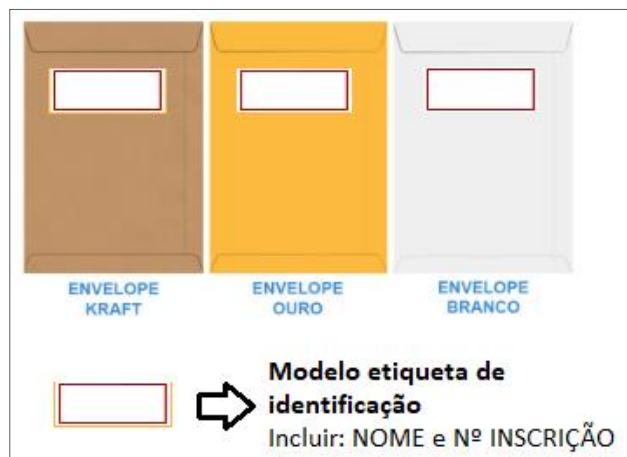 ENVELOPE
KRAFT
ENVELOPE
OURO
ENVELOPE
BRANCO
Modelo etiqueta de
identificação
Incluir: NOME e Nº INSCRIÇÃO